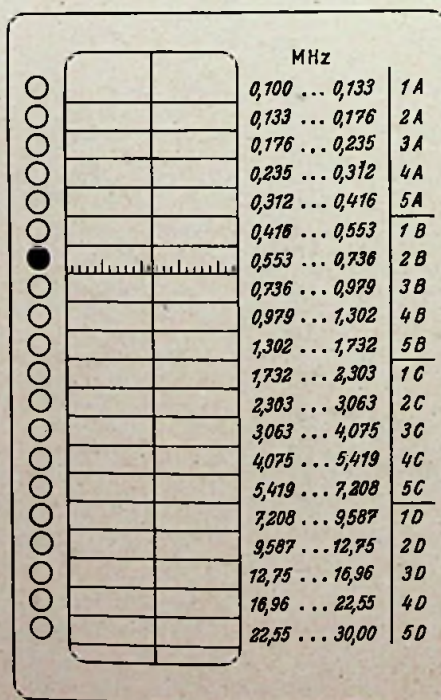 MHz
0,100 ... 0,133 1A
0,133 ... 0,176 2A
0,176 ... 0,235 3A
0,235 ... 0,312 4A
0,312 ... 0,416 5A
0,416 ... 0,553 1B
0,553 ... 0,736 2B
0,736 ... 0,979 3B
0,979 ... 1,302 4B
1,302 ... 1,732 5B
1,732 ... 2,303 1C
2,303 ... 3,063 2C
3,063 ... 4,075 3C
4,075 ... 5,419 4C
5,419 ... 7,208 5C
7,208 ... 9,587 1D
9,587 ... 12,75 2D
12,75 ... 16,96 3D
16,96 ... 22,55 4D
22,55 ... 30,00 5D